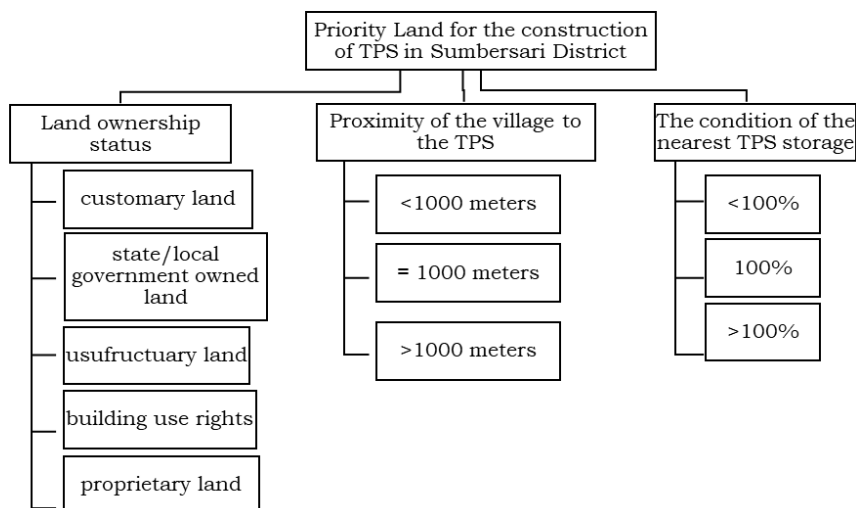 Priority Land for the construction
of TPS in Sumbersari District
Land ownership
status
customary land
state/local
government owned
land
usufructuary land
building use rights
proprietary land
Proximity of the village to
the TPS
<1000 meters
= 1000 meters
>1000 meters
The condition of the
nearest TPS storage
<100%
100%
>100%